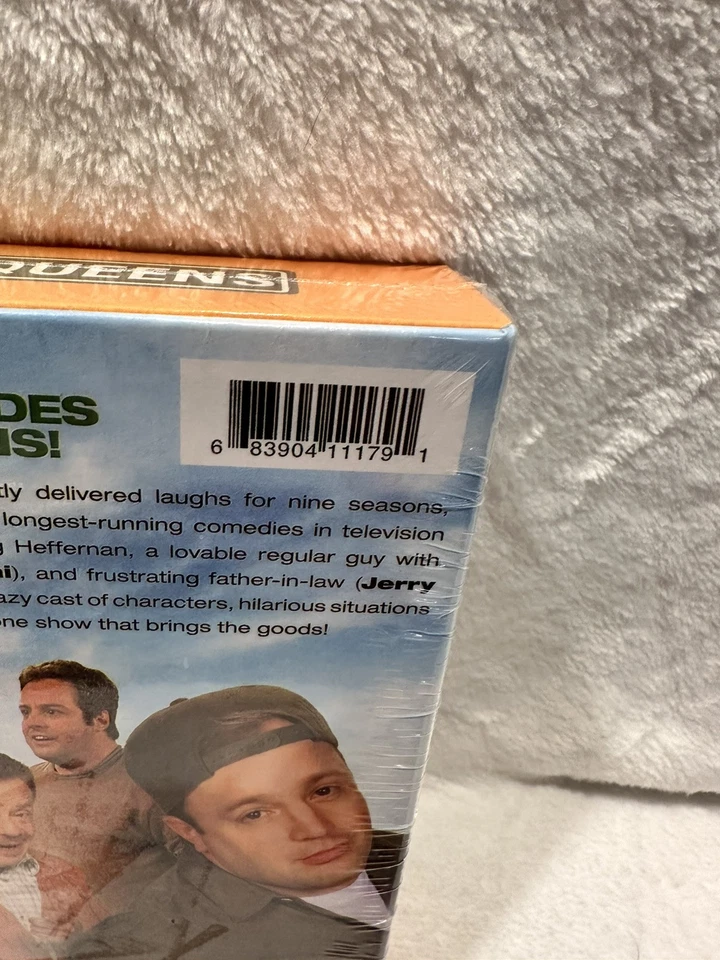 QUEENS
DES
IS!
6 83904 11179 1
tly delivered laughs for nine seasons,
longest-running comedies in television
g Heffernan, a lovable regular guy with
ni), and frustrating father-in-law (Jerry
azy cast of characters, hilarious situations
one show that brings the goods!